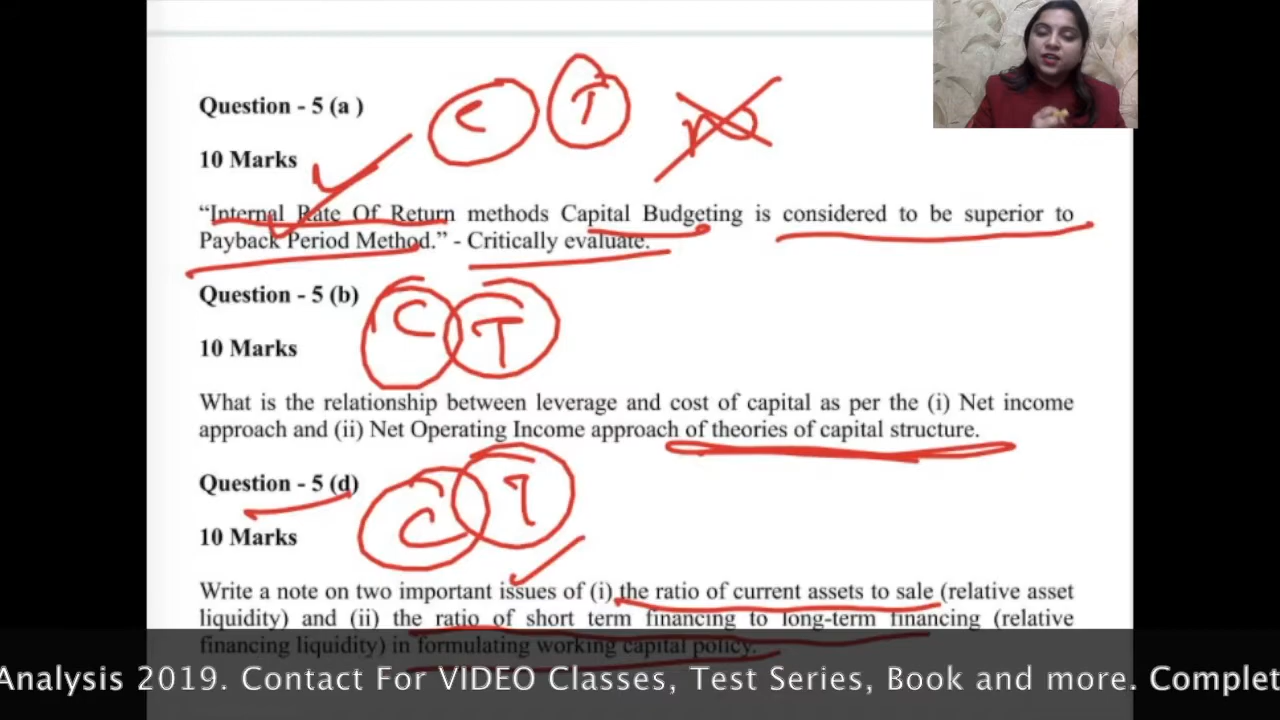 Question - 5 (a )
C T
10 Marks
“Internal Rate Of Return methods Capital Budgeting is considered to be superior to
Payback Period Method.” - Critically evaluate.
Question - 5 (b)
C T
10 Marks
What is the relationship between leverage and cost of capital as per the (i) Net income
approach and (ii) Net Operating Income approach of theories of capital structure.
Question - 5 (d)
C T
10 Marks
Write a note on two important issues of (i) the ratio of current assets to sale (relative asset
liquidity) and (ii) the ratio of short term financing to long-term financing (relative
financing liquidity) in formulating working capital policy.
Analysis 2019. Contact For VIDEO Classes, Test Series, Book and more. Complet